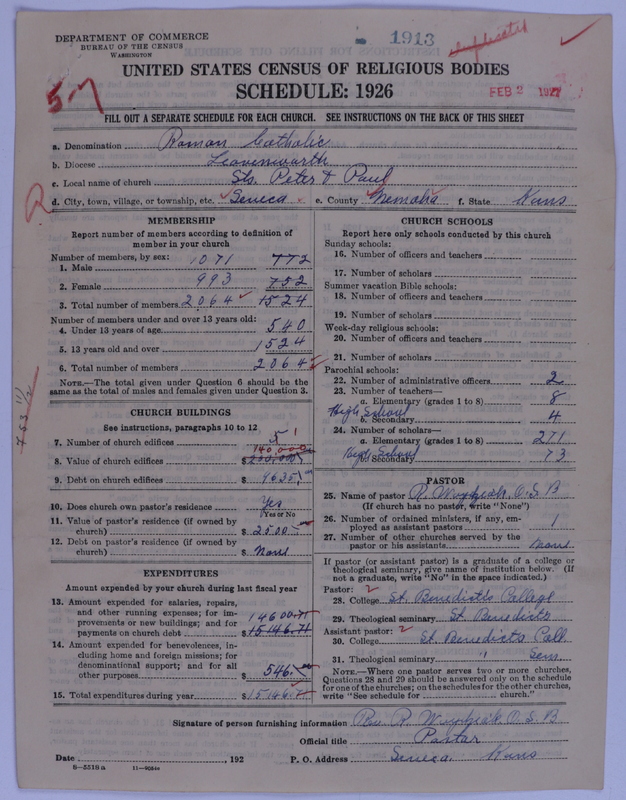 DEPARTMENT OF COMMERCE
BUREAU OF THE CENSUS
WASHINGTON
1913
duplicated
UNITED STATES CENSUS OF RELIGIOUS BODIES
SCHEDULE: 1926
5-7
FEB 2 1927
FILL OUT A SEPARATE SCHEDULE FOR EACH CHURCH. SEE INSTRUCTIONS ON THE BACK OF THIS SHEET
a. Denomination Roman Catholic
b. Diocese Leavenworth
c. Local name of church Sts. Peter & Paul
d. City, town, village, or township, etc. Seneca e. County Nemaha f. State Kans
MEMBERSHIP
Report number of members according to definition of member in your church
Number of members, by sex:
1. Male 1071 772
2. Female 993 752
3. Total number of members 2064 1524
Number of members under and over 13 years old:
4. Under 13 years of age 540
5. 13 years old and over 1524
6. Total number of members 2064
NOTE.—The total given under Question 6 should be the same as the total of males and females given under Question 3.
CHURCH BUILDINGS
See instructions, paragraphs 10 to 12
7. Number of church edifices 1
140,000
8. Value of church edifices $
9. Debt on church edifices $ 9635
10. Does church own pastor's residence? Yes
(Yes or No)
11. Value of pastor's residence (if owned by church) $ 2500
12. Debt on pastor's residence (if owned by church) $ None
EXPENDITURES
Amount expended by your church during last fiscal year
13. Amount expended for salaries, repairs, and other running expenses; for improvements or new buildings; and for payments on church debt $ 14600.71
15146.71
14. Amount expended for benevolences, including home and foreign missions; for denominational support; and for all other purposes $ 546.
15. Total expenditures during year $ 15146.
CHURCH SCHOOLS
Report here only schools conducted by this church
Sunday schools:
16. Number of officers and teachers
17. Number of scholars
Summer vacation Bible schools:
18. Number of officers and teachers
19. Number of scholars
Week-day religious schools:
20. Number of officers and teachers
21. Number of scholars
Parochial schools:
22. Number of administrative officers 2
23. Number of teachers—
a. Elementary (grades 1 to 8) 8
High School
b. Secondary 4
24. Number of scholars—
a. Elementary (grades 1 to 8) 271
High School
b. Secondary 73
PASTOR
25. Name of pastor R. O.S.B
(If church has no pastor, write "None")
26. Number of ordained ministers, if any, employed as assistant pastors 1
27. Number of other churches served by the pastor or his assistants None
If pastor (or assistant pastor) is a graduate of a college or theological seminary, give name of institution below. (If not a graduate, write "No" in the space indicated.)
Pastor:
28. College St. Benedict's College
29. Theological seminary St. Benedicts
Assistant pastor:
30. College St. Benedicts Coll.
31. Theological seminary " Sem.
NOTE.—Where one pastor serves two or more churches, Questions 28 and 29 should be answered only on the schedule for one of the churches; on the schedules for the other churches, write "See schedule for church."
Signature of person furnishing information Rev. R. O.S.B
Official title Pastor
Date , 192 P. O. Address Seneca Kans
8—5518a 11—9054